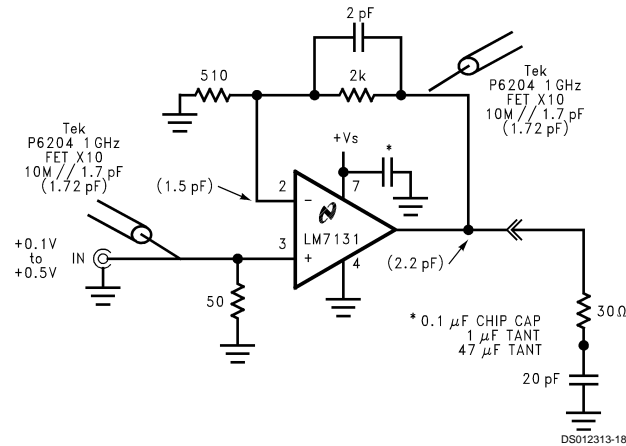 2 pF
510
2k
Tek
P6204 1GHz
FET X10
10M // 1.7 pF
(1.72 pF)
+Vs
*
Tek
P6204 1 GHz
FET X10
10M // 1.7 pF
(1.72 pF)
(1.5 pF)
2
7
−
LM7131
3
+
4
+0.1V
to
+0.5V
IN
50
(2.2 pF)
* 0.1 μF CHIP CAP
1 μF TANT
47 μF TANT
30Ω
20 pF
DS012313-18